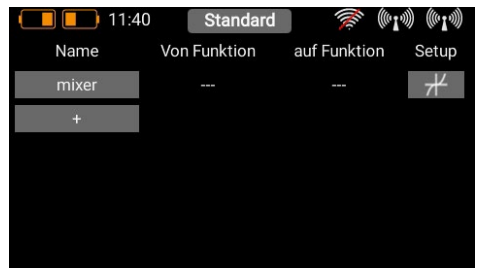 11:40 Standard
Name Von Funktion auf Funktion Setup
mixer --- ---
+